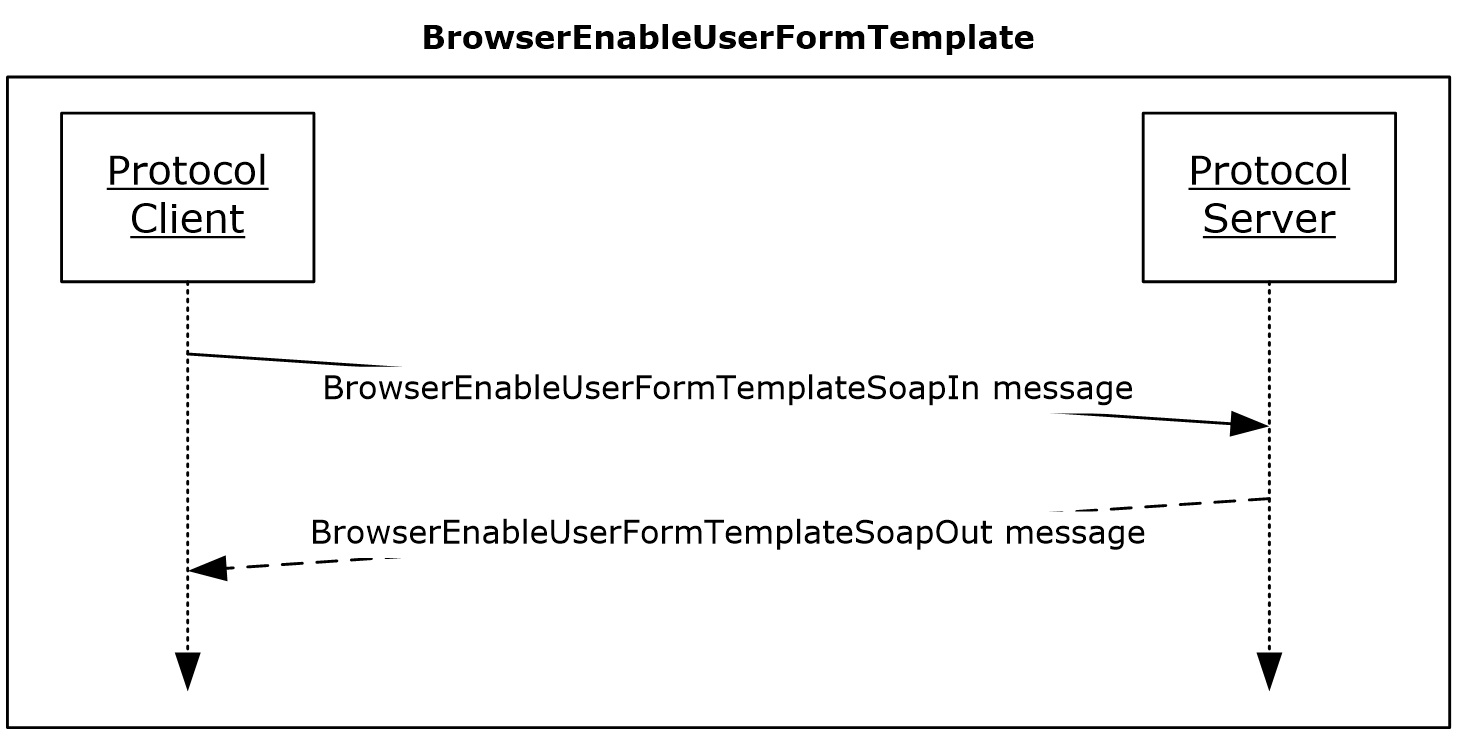 BrowserEnableUserFormTemplate
Protocol
Client
Protocol
Server
BrowserEnableUserFormTemplateSoapIn message
BrowserEnableUserFormTemplateSoapOut message